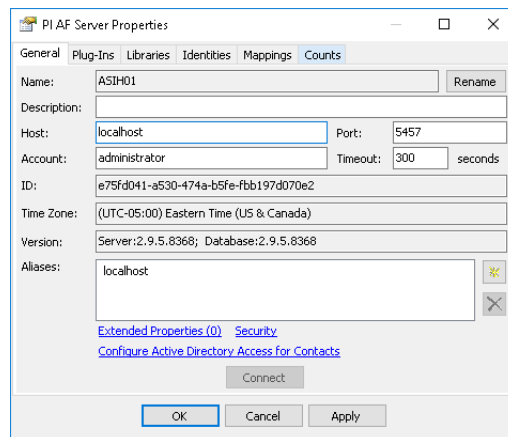 PI AF Server Properties
General Plug-Ins Libraries Identities Mappings Counts
Name: ASIH01 Rename
Description:
Host: localhost Port: 5457
Account: administrator Timeout: 300 seconds
ID: e75fd041-a530-474a-b5fe-fbb197d070e2
Time Zone: (UTC-05:00) Eastern Time (US & Canada)
Version: Server:2.9.5.8368; Database:2.9.5.8368
Aliases: localhost
Extended Properties (0) Security
Configure Active Directory Access for Contacts
Connect
OK Cancel Apply